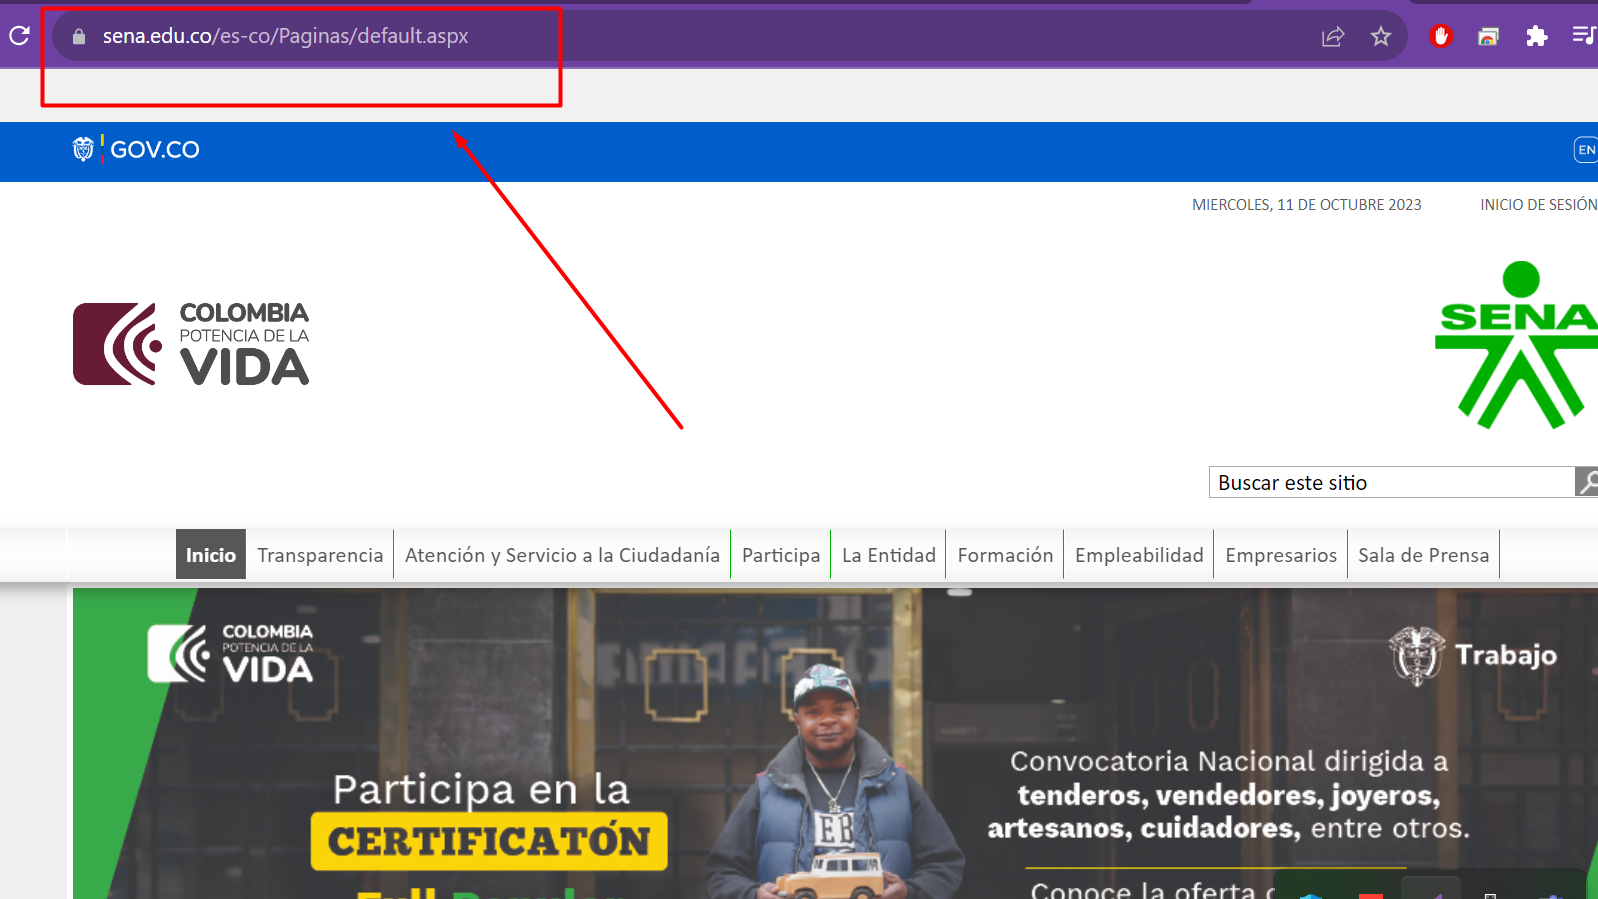 sena.edu.co/es-co/Paginas/default.aspx
GOV.CO
EN
MIERCOLES, 11 DE OCTUBRE 2023 INICIO DE SESIÓN
COLOMBIA
POTENCIA DE LA
VIDA
SENA
Buscar este sitio
Inicio Transparencia Atención y Servicio a la Ciudadanía Participa La Entidad Formación Empleabilidad Empresarios Sala de Prensa
COLOMBIA
POTENCIA DE LA
VIDA
Trabajo
Participa en la
CERTIFICATÓN
EB
Convocatoria Nacional dirigida a
tenderos, vendedores, joyeros,
artesanos, cuidadores, entre otros.
Conoce la oferta